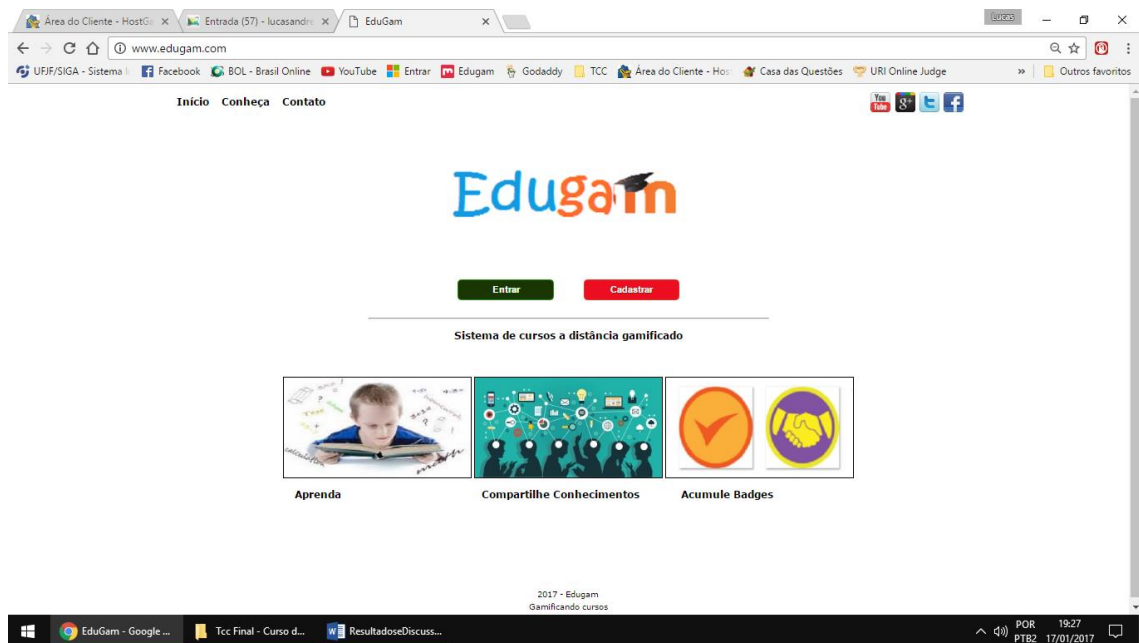 Área do Cliente - HostGa
Entrada (57) - lucasandre
EduGam
Lucas
www.edugam.com
UFJF/SIGA - Sistema I
Facebook
BOL - Brasil Online
YouTube
Entrar
Edugam
Godaddy
TCC
Área do Cliente - Hos
Casa das Questões
URI Online Judge
»
Outros favoritos
Início Conheça Contato
You Tube g+ t f
Edugam
Entrar Cadastrar
Sistema de cursos a distância gamificado
Aprenda Compartilhe Conhecimentos Acumule Badges
2017 - Edugam
Gamificando cursos
EduGam - Google ...
Tcc Final - Curso d...
ResultadoseDiscuss...
POR 19:27
PTB2 17/01/2017